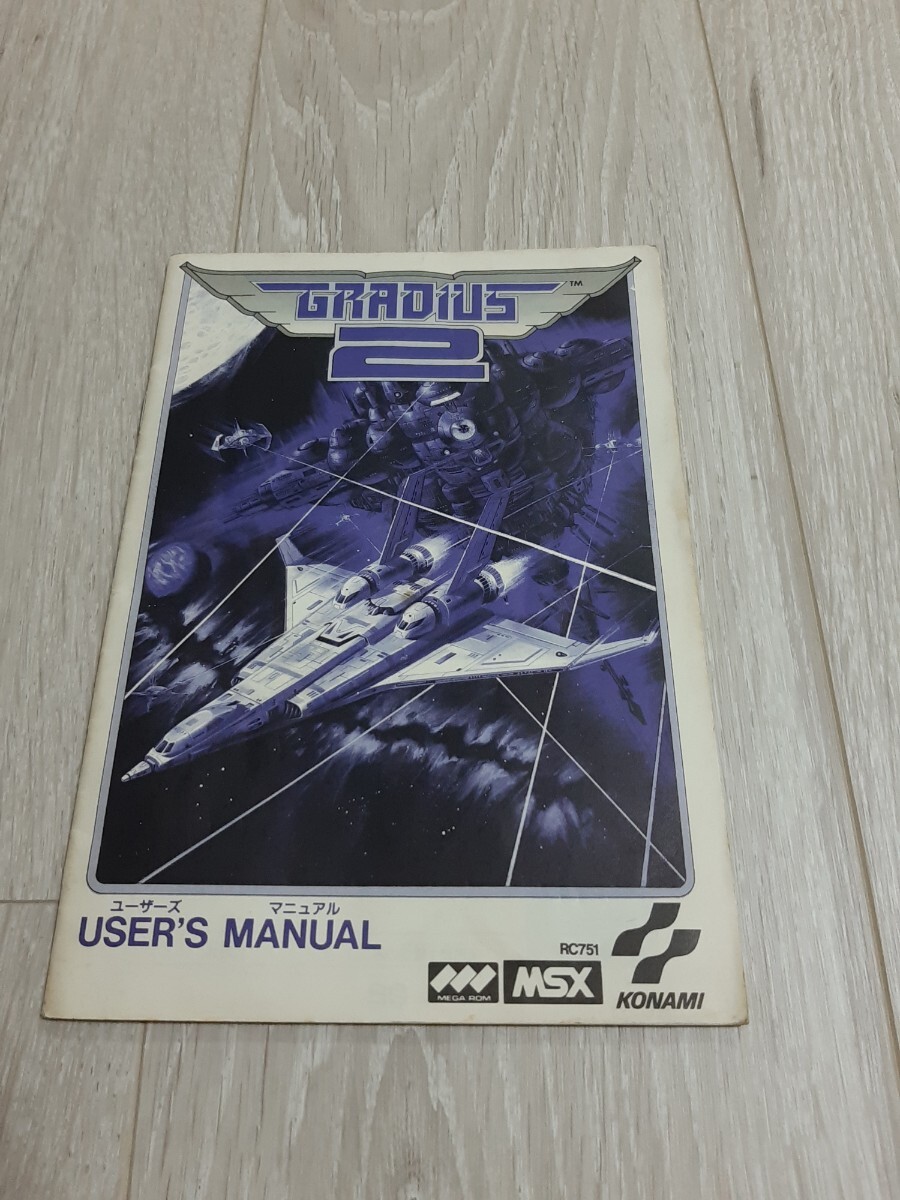 GRADIUS™
2
ユーザーズ マニュアル
USER'S MANUAL
RC751
MEGA ROM
MSX
KONAMI